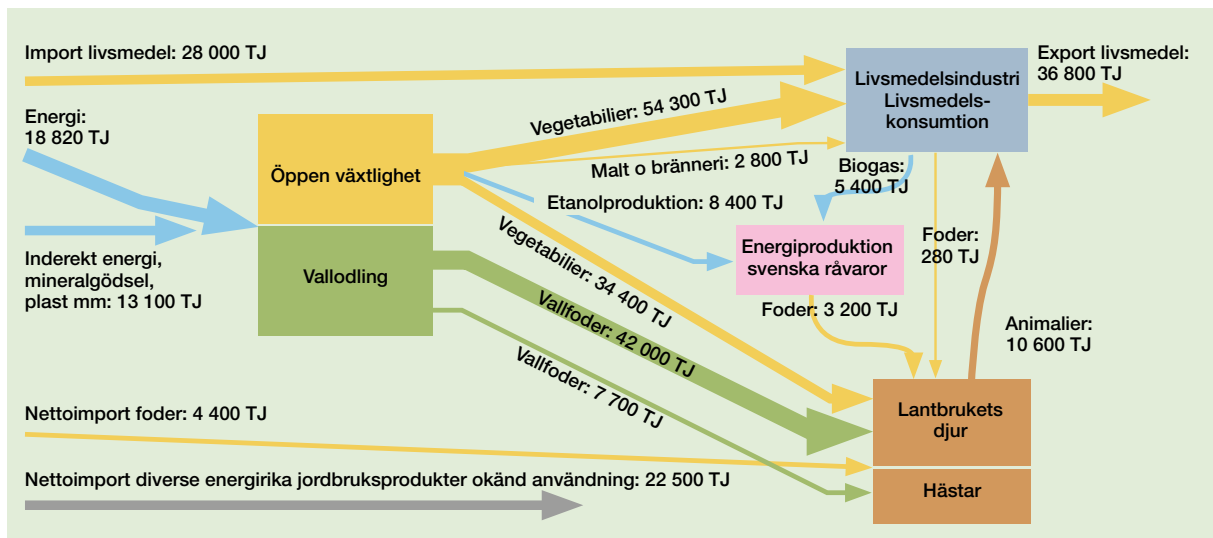 Import livsmedel: 28 000 TJ
Export livsmedel:
36 800 TJ
Livsmedelsindustri
Livsmedels-
konsumtion
Energi:
18 820 TJ
Vegetabilier: 54 300 TJ
Malt o bränneri: 2 800 TJ
Biogas:
5 400 TJ
Öppen växtlighet
Etanolproduktion: 8 400 TJ
Vegetabilier: 34 400 TJ
Energiproduktion
svenska råvaror
Foder:
280 TJ
Inderekt energi,
mineralgödsel,
plast mm: 13 100 TJ
Vallodling
Foder: 3 200 TJ
Vallfoder: 42 000 TJ
Animalier:
10 600 TJ
Vallfoder: 7 700 TJ
Nettoimport foder: 4 400 TJ
Lantbrukets
djur
Nettoimport diverse energirika jordbruksprodukter okänd användning: 22 500 TJ
Hästar